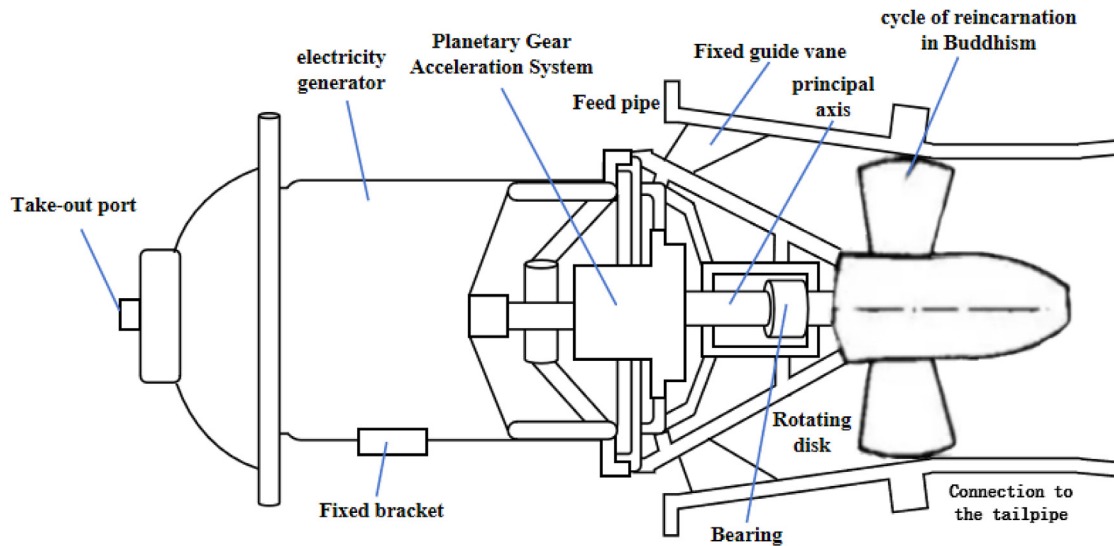 cycle of reincarnation
in Buddhism
Planetary Gear
Acceleration System
Fixed guide vane
electricity
generator
principal
axis
Feed pipe
Take-out port
Rotating
disk
Connection to
the tailpipe
Fixed bracket
Bearing